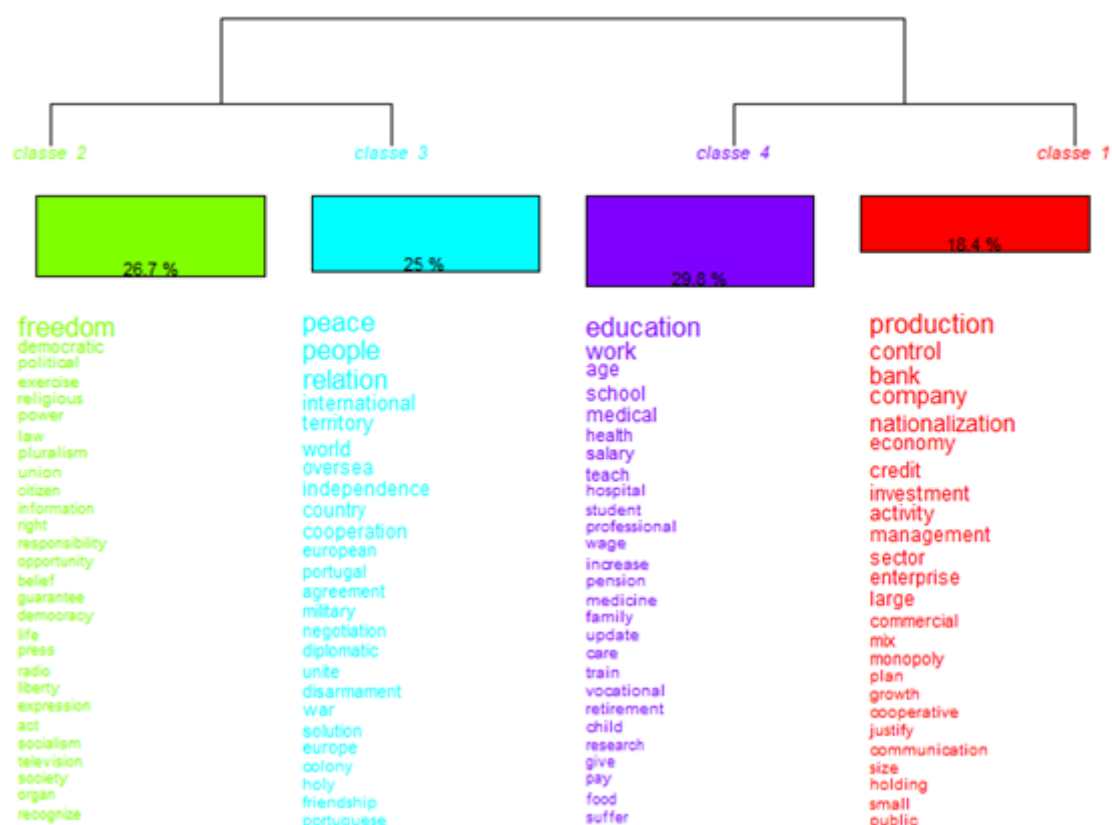 classe 2
classe 3
classe 4
classe 1
26.7 %
25 %
29.8 %
18.4 %
freedom
democratic
political
exercise
religious
power
law
pluralism
union
citizen
information
right
responsibility
opportunity
belief
guarantee
democracy
life
press
radio
liberty
expression
act
socialism
television
society
organ
recognize
peace
people
relation
international
territory
world
oversea
independence
country
cooperation
european
portugal
agreement
military
negotiation
diplomatic
unite
disarmament
war
solution
europe
colony
holy
friendship
portuguese
education
work
age
school
medical
health
salary
teach
hospital
student
professional
wage
increase
pension
medicine
family
update
care
train
vocational
retirement
child
research
give
pay
food
suffer
production
control
bank
company
nationalization
economy
credit
investment
activity
management
sector
enterprise
large
commercial
mix
monopoly
plan
growth
cooperative
justify
communication
size
holding
small
public